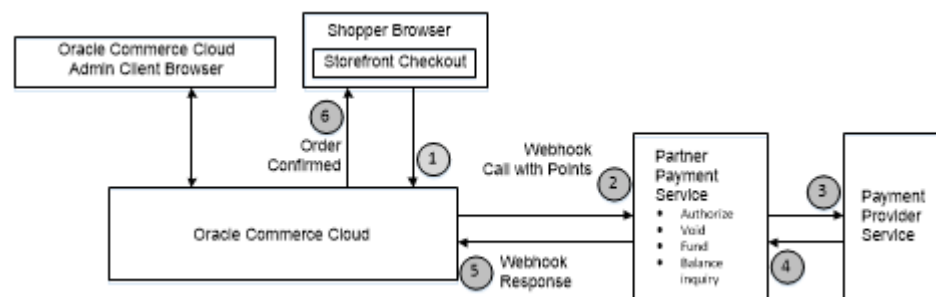 Oracle Commerce Cloud
Admin Client Browser
Shopper Browser
Storefront Checkout
6
Order
Confirmed
1
Webhook
Call with Points
2
Partner
Payment
Service
• Authorize
• Void
• Fund
• Balance
inquiry
3
Payment
Provider
Service
4
Oracle Commerce Cloud
5
Webhook
Response